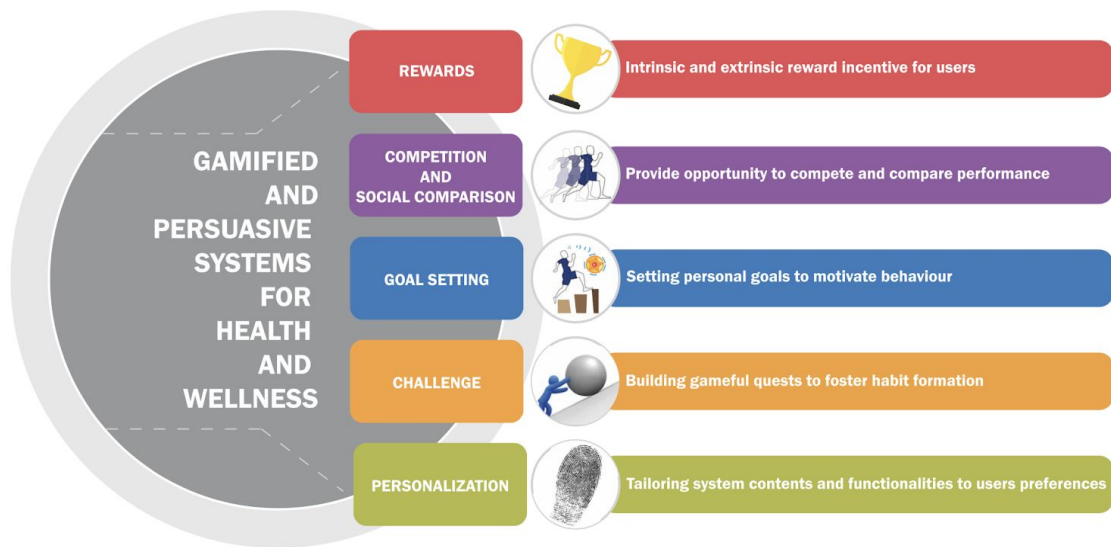 GAMIFIED
AND
PERSUASIVE
SYSTEMS
FOR
HEALTH
AND
WELLNESS
REWARDS
Intrinsic and extrinsic reward incentive for users
COMPETITION
AND
SOCIAL COMPARISON
Provide opportunity to compete and compare performance
GOAL SETTING
Setting personal goals to motivate behaviour
CHALLENGE
Building gameful quests to foster habit formation
PERSONALIZATION
Tailoring system contents and functionalities to users preferences